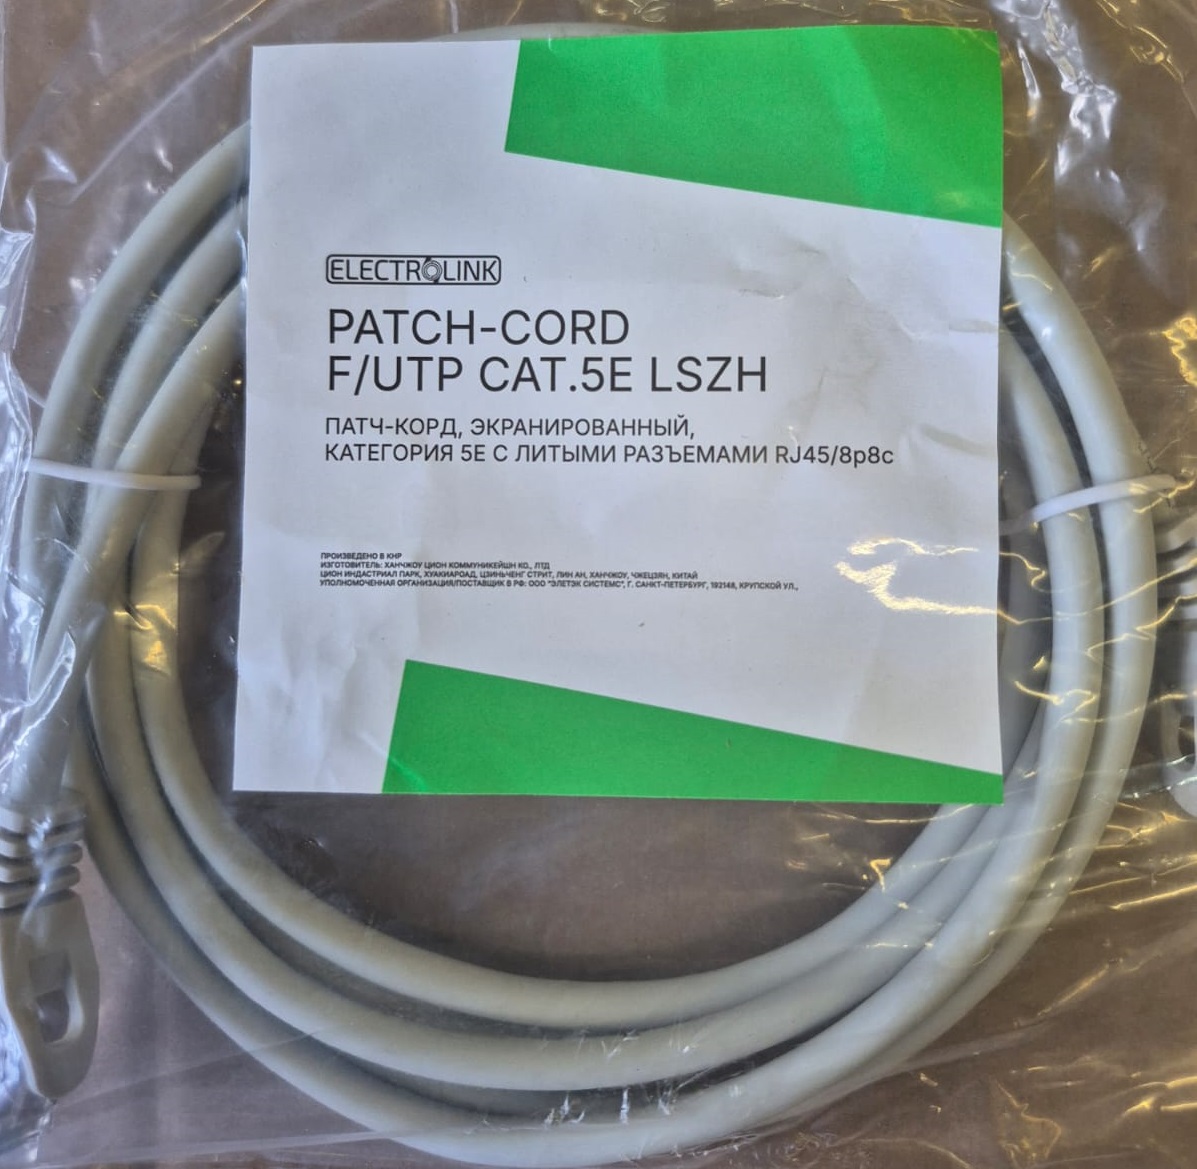 ELECTROLINK
PATCH-CORD
F/UTP CAT.5E LSZH
ПАТЧ-КОРД, ЭКРАНИРОВАННЫЙ,
КАТЕГОРИЯ 5E С ЛИТЫМИ РАЗЪЕМАМИ RJ45/8p8c
ПРОИЗВЕДЕНО В КНР
ИЗГОТОВИТЕЛЬ: ХАНЧЖОУ ЦИОН КОММУНИКЕЙШН КО., ЛТД
ЦИОН ИНДАСТРИАЛ ПАРК, ХУАКИАРОАД, ЦЗИНЬЧЕНГ СТРИТ, ЛИН АН, ХАНЧЖОУ, ЧЖЕЦЗЯН, КИТАЙ
УПОЛНОМОЧЕННАЯ ОРГАНИЗАЦИЯ/ПОСТАВЩИК В РФ: ООО "ЭЛЕТЭК СИСТЕМС", Г. САНКТ-ПЕТЕРБУРГ, 192148, КРУПСКОЙ УЛ.,